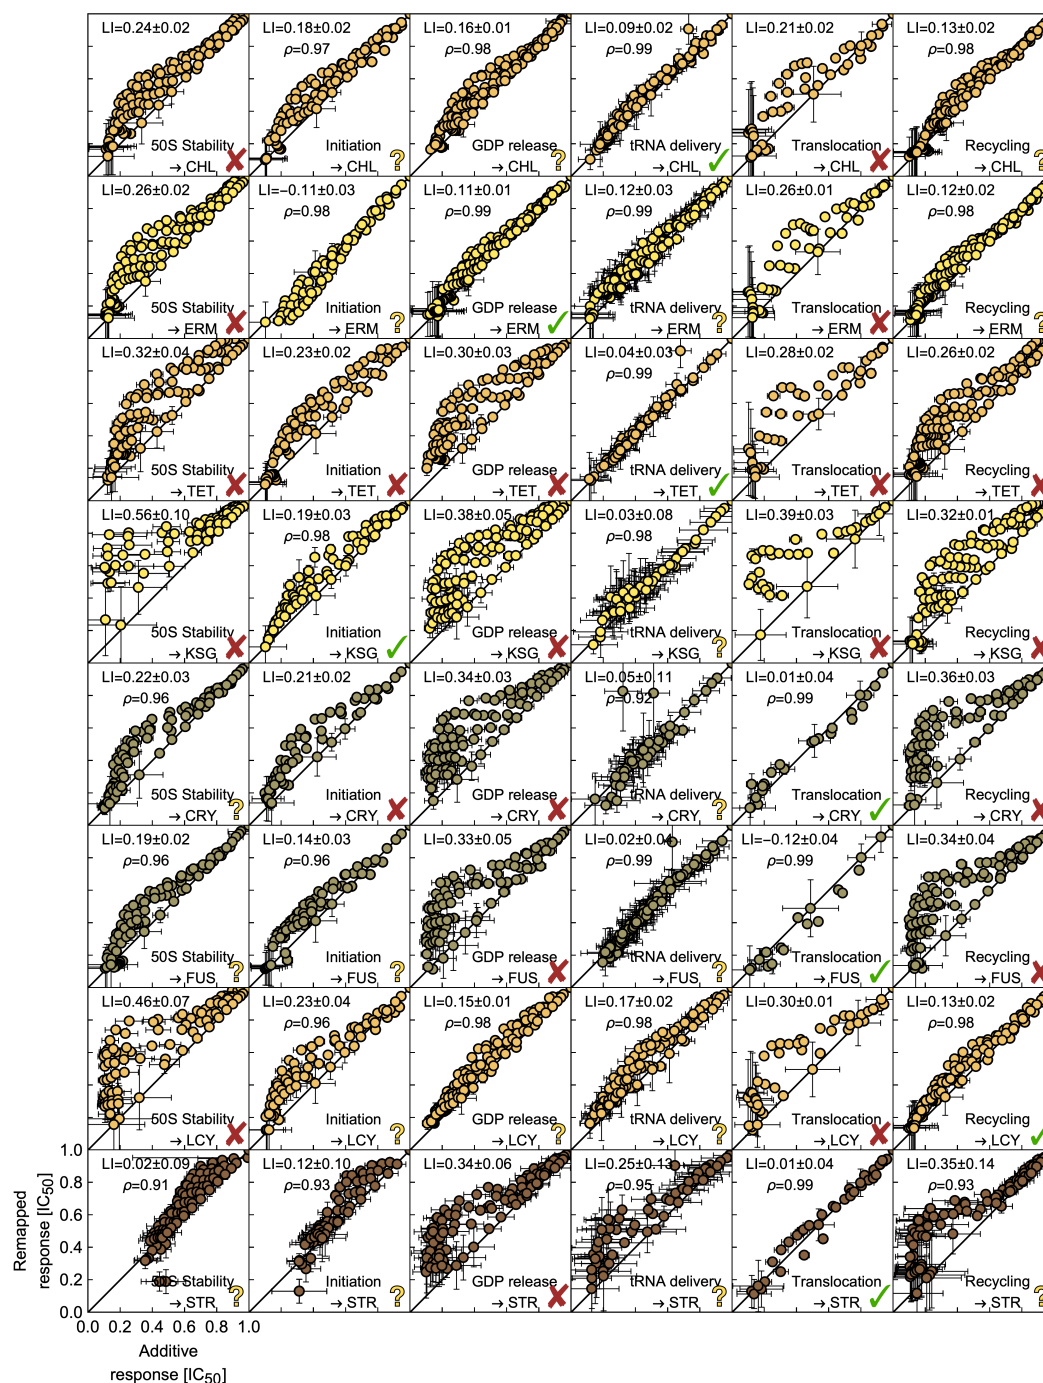 LI=0.24±0.02
50S Stability
→ CHL ✘
LI=0.18±0.02
ρ=0.97
Initiation
→ CHL ?
LI=0.16±0.01
ρ=0.98
GDP release
→ CHL ?
LI=0.09±0.02
ρ=0.99
tRNA delivery
→ CHL ✓
LI=0.21±0.02
Translocation
→ CHL ✘
LI=0.13±0.02
ρ=0.98
Recycling
→ CHL ?
LI=0.26±0.02
50S Stability
→ ERM ✘
LI=−0.11±0.03
ρ=0.98
Initiation
→ ERM ?
LI=0.11±0.01
ρ=0.99
GDP release
→ ERM ✓
LI=0.12±0.03
ρ=0.99
tRNA delivery
→ ERM ?
LI=0.26±0.01
Translocation
→ ERM ✘
LI=0.12±0.02
ρ=0.98
Recycling
→ ERM ?
LI=0.32±0.04
50S Stability
→ TET ✘
LI=0.23±0.02
Initiation
→ TET ✘
LI=0.30±0.03
GDP release
→ TET ✘
LI=0.04±0.03
ρ=0.99
tRNA delivery
→ TET ✓
LI=0.28±0.02
Translocation
→ TET ✘
LI=0.26±0.02
Recycling
→ TET ✘
LI=0.56±0.10
50S Stability
→ KSG ✘
LI=0.19±0.03
ρ=0.98
Initiation
→ KSG ✓
LI=0.38±0.05
GDP release
→ KSG ✘
LI=0.03±0.08
ρ=0.98
tRNA delivery
→ KSG ?
LI=0.39±0.03
Translocation
→ KSG ✘
LI=0.32±0.01
Recycling
→ KSG ✘
LI=0.22±0.03
ρ=0.96
50S Stability
→ CRY ?
LI=0.21±0.02
Initiation
→ CRY ✘
LI=0.34±0.03
GDP release
→ CRY ✘
LI=0.05±0.11
ρ=0.92
tRNA delivery
→ CRY ?
LI=0.01±0.04
ρ=0.99
Translocation
→ CRY ✓
LI=0.36±0.03
Recycling
→ CRY ✘
LI=0.19±0.02
ρ=0.96
50S Stability
→ FUS ?
LI=0.14±0.03
ρ=0.96
Initiation
→ FUS ?
LI=0.33±0.05
GDP release
→ FUS ✘
LI=0.02±0.04
ρ=0.99
tRNA delivery
→ FUS ?
LI=−0.12±0.04
ρ=0.99
Translocation
→ FUS ✓
LI=0.34±0.04
Recycling
→ FUS ✘
LI=0.46±0.07
50S Stability
→ LCY ✘
LI=0.23±0.04
ρ=0.96
Initiation
→ LCY ?
LI=0.15±0.01
ρ=0.98
GDP release
→ LCY ?
LI=0.17±0.02
ρ=0.98
tRNA delivery
→ LCY ?
LI=0.30±0.01
Translocation
→ LCY ✘
LI=0.13±0.02
ρ=0.98
Recycling
→ LCY ✓
LI=0.02±0.09
ρ=0.91
50S Stability
→ STR ?
LI=0.12±0.10
ρ=0.93
Initiation
→ STR ?
LI=0.34±0.06
GDP release
→ STR ✘
LI=0.25±0.13
ρ=0.95
tRNA delivery
→ STR ?
LI=0.01±0.04
ρ=0.99
Translocation
→ STR ✓
LI=0.35±0.14
ρ=0.93
Recycling
→ STR ?
1.0
0.8
0.6
0.4
0.2
0.0
Remapped
response [IC50]
0.0 0.2 0.4 0.6 0.8 1.0
Additive
response [IC50]